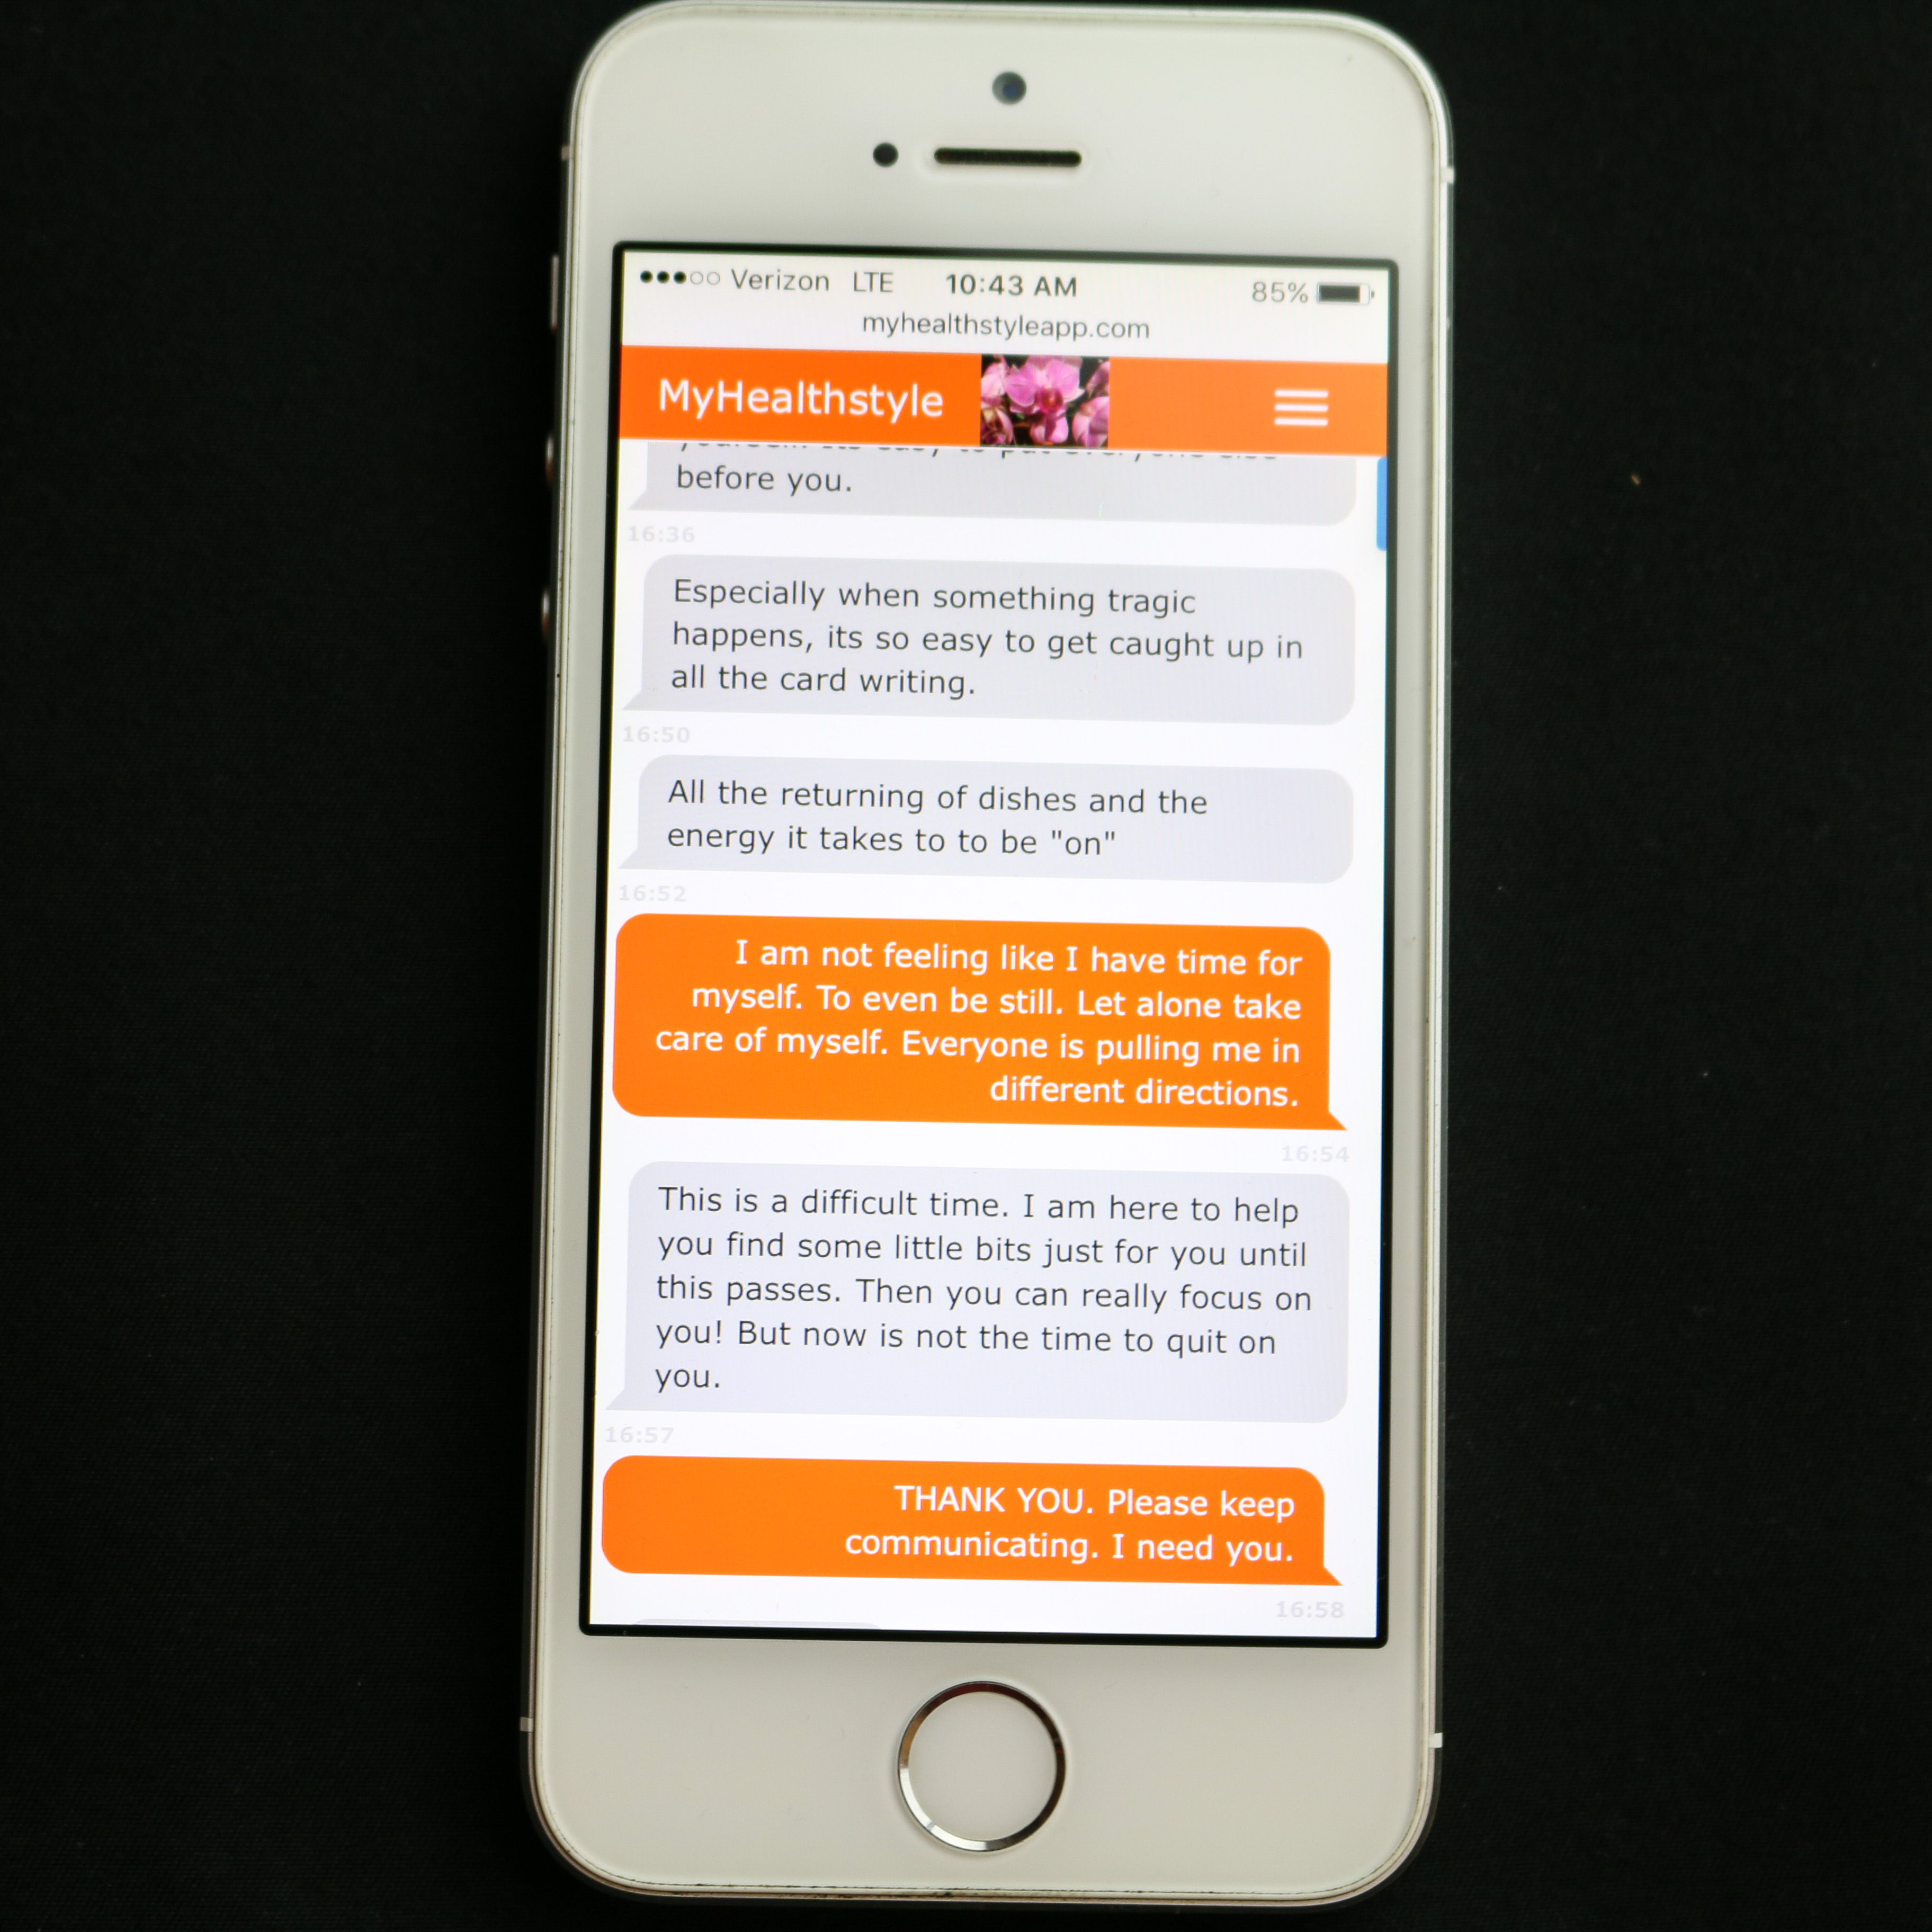 Verizon LTE 10:43 AM 85%
myhealthstyleapp.com
MyHealthstyle
before you.
16:36
Especially when something tragic
happens, its so easy to get caught up in
all the card writing.
16:50
All the returning of dishes and the
energy it takes to to be "on"
16:52
I am not feeling like I have time for
myself. To even be still. Let alone take
care of myself. Everyone is pulling me in
different directions.
16:54
This is a difficult time. I am here to help
you find some little bits just for you until
this passes. Then you can really focus on
you! But now is not the time to quit on
you.
16:57
THANK YOU. Please keep
communicating. I need you.
16:58